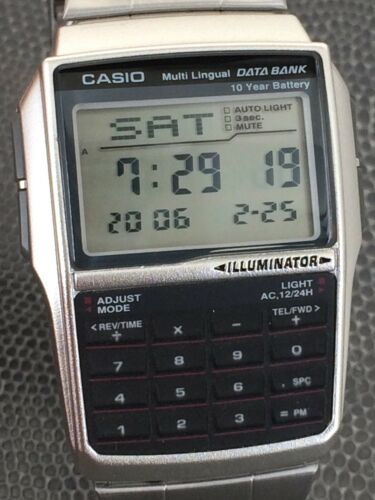 CASIO Multi Lingual DATA BANK
10 Year Battery
SAT AUTO LIGHT
3 sec.
MUTE
A 7:29 19
2006 2-25
ILLUMINATOR
ADJUST LIGHT
MODE AC,12/24H
<REV/TIME TEL/FWD>
÷ × − +
7 8 9 0
4 5 6 . SPC
1 2 3 = PM